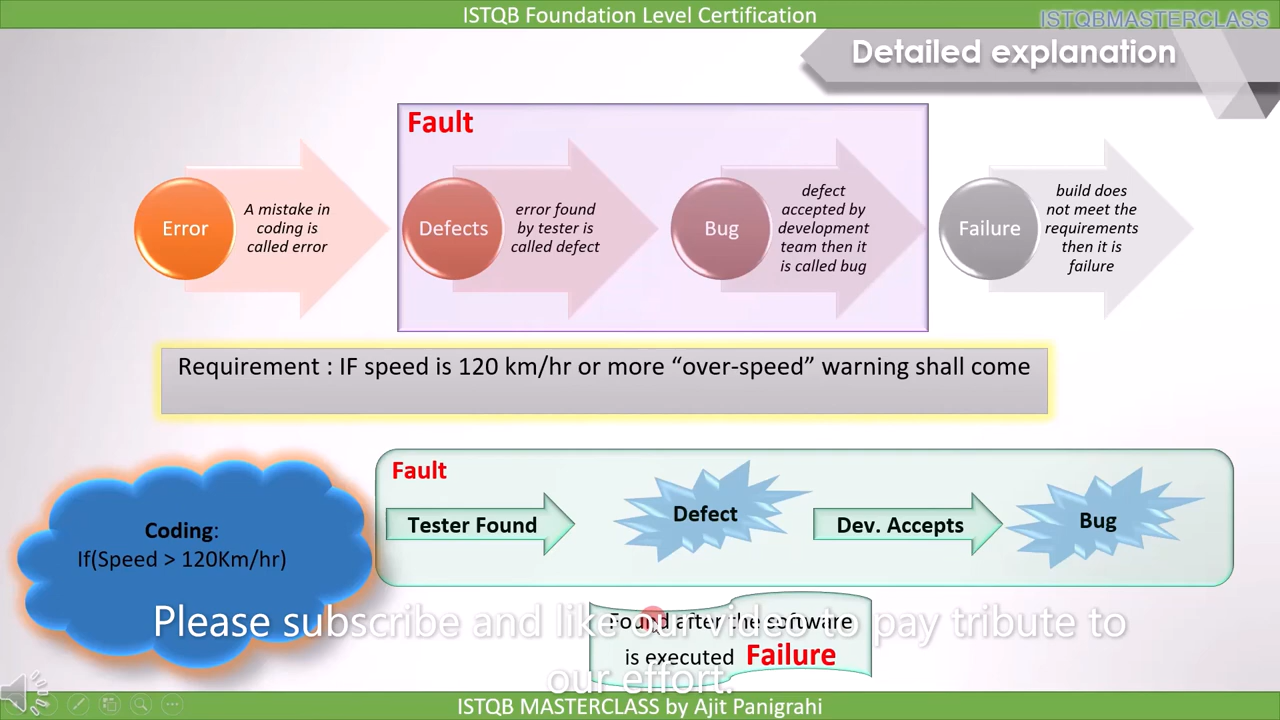 ISTQB Foundation Level Certification
ISTQBMASTERCLASS
Detailed explanation
Fault
Error
A mistake in
coding is
called error
Defects
error found
by tester is
called defect
Bug
defect
accepted by
development
team then it
is called bug
Failure
build does
not meet the
requirements
then it is
failure
Requirement : IF speed is 120 km/hr or more “over-speed” warning shall come
Coding:
If(Speed > 120Km/hr)
Fault
Tester Found
Defect
Dev. Accepts
Bug
Found after the software
is executed Failure
Please subscribe and like our video to pay tribute to
our effort.
ISTQB MASTERCLASS by Ajit Panigrahi